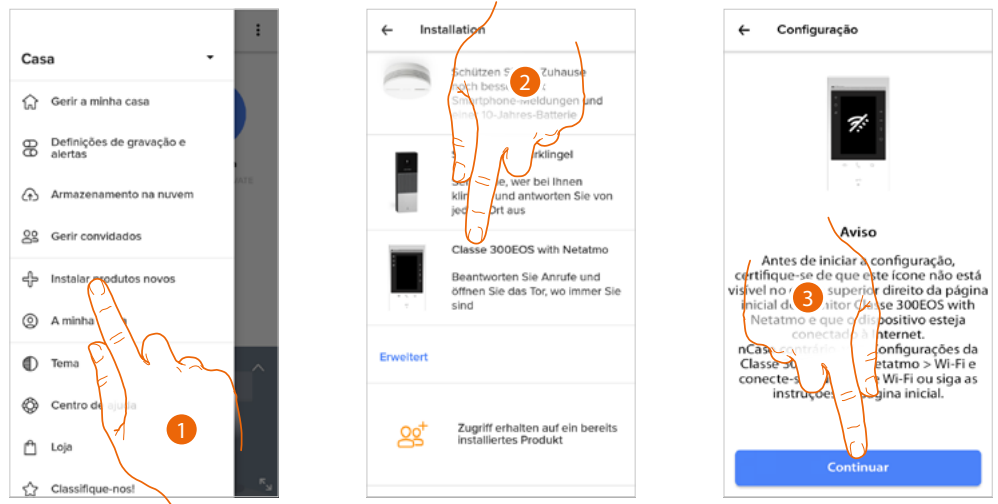 Casa
Gerir a minha casa
Definições de gravação e
alertas
Armazenamento na nuvem
Gerir convidados
Instalar produtos novos
A minha
Tema
Centro de ajuda
Loja
Classifique-nos!
1
Installation
Schützen Zuhause
noch
Smartphone-Meldungen und
einer 10-Jahres-Batterie
wer bei Ihnen
und antworten Sie von
Ort aus
Classe 300EOS with Netatmo
Beantworten Sie Anrufe und
öffnen Sie das Tor, wo immer Sie
sind
Erweitert
Zugriff erhalten auf ein bereits
installiertes Produkt
2
Configuração
Aviso
Antes de iniciar a configuração,
certifique-se de que este ícone não está
visível no superior direito da página
inicial do monitor Classe 300EOS with
Netatmo e que o dispositivo esteja
conectado à Internet.
configurações da
Classe Netatmo > Wi-Fi e
Wi-Fi ou siga as
instruções página inicial.
3
Continuar